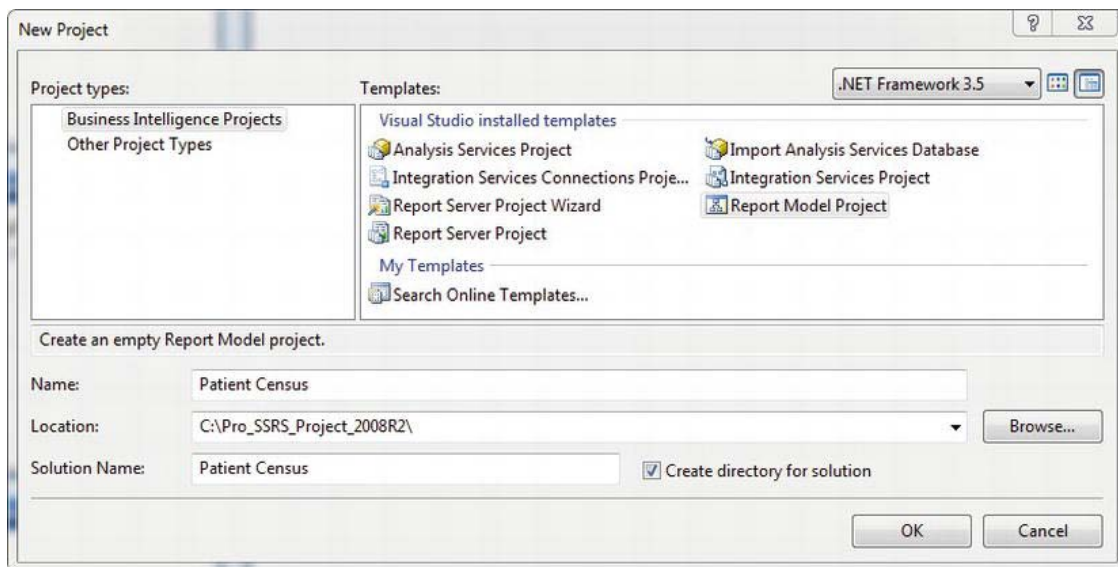 New Project
Project types:
Templates:
.NET Framework 3.5
Business Intelligence Projects
Other Project Types
Visual Studio installed templates
Analysis Services Project
Import Analysis Services Database
Integration Services Connections Proje...
Integration Services Project
Report Server Project Wizard
Report Model Project
Report Server Project
My Templates
Search Online Templates...
Create an empty Report Model project.
Name:
Patient Census
Location:
C:\Pro_SSRS_Project_2008R2\
Browse...
Solution Name:
Patient Census
Create directory for solution
OK
Cancel